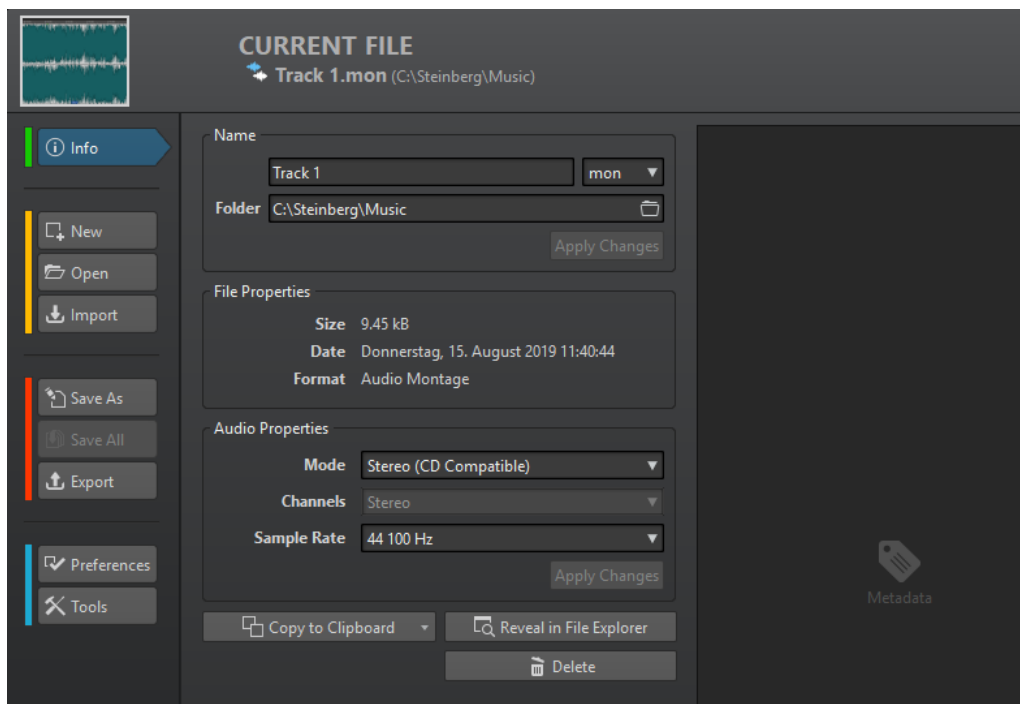 CURRENT FILE
Track 1.mon (C:\Steinberg\Music)
Info
New
Open
Import
Save As
Save All
Export
Preferences
Tools
Name
Track 1 mon
Folder C:\Steinberg\Music
Apply Changes
File Properties
Size 9.45 kB
Date Donnerstag, 15. August 2019 11:40:44
Format Audio Montage
Audio Properties
Mode Stereo (CD Compatible)
Channels Stereo
Sample Rate 44 100 Hz
Apply Changes
Copy to Clipboard Reveal in File Explorer
Delete
Metadata